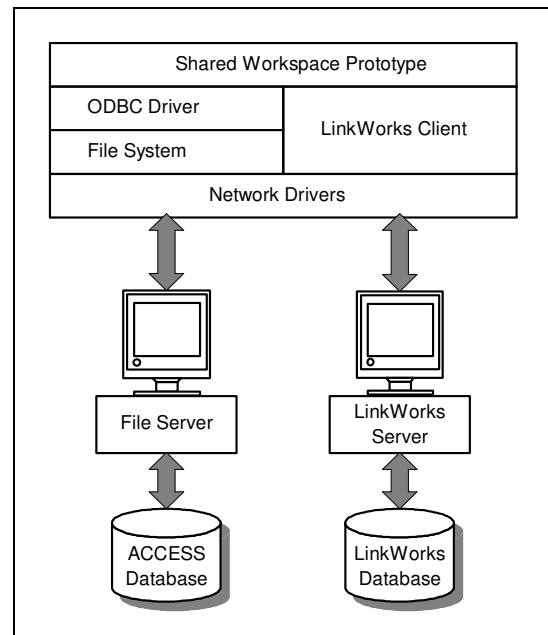 Shared Workspace Prototype
ODBC Driver
LinkWorks Client
File System
Network Drivers
File Server
LinkWorks
Server
ACCESS
Database
LinkWorks
Database